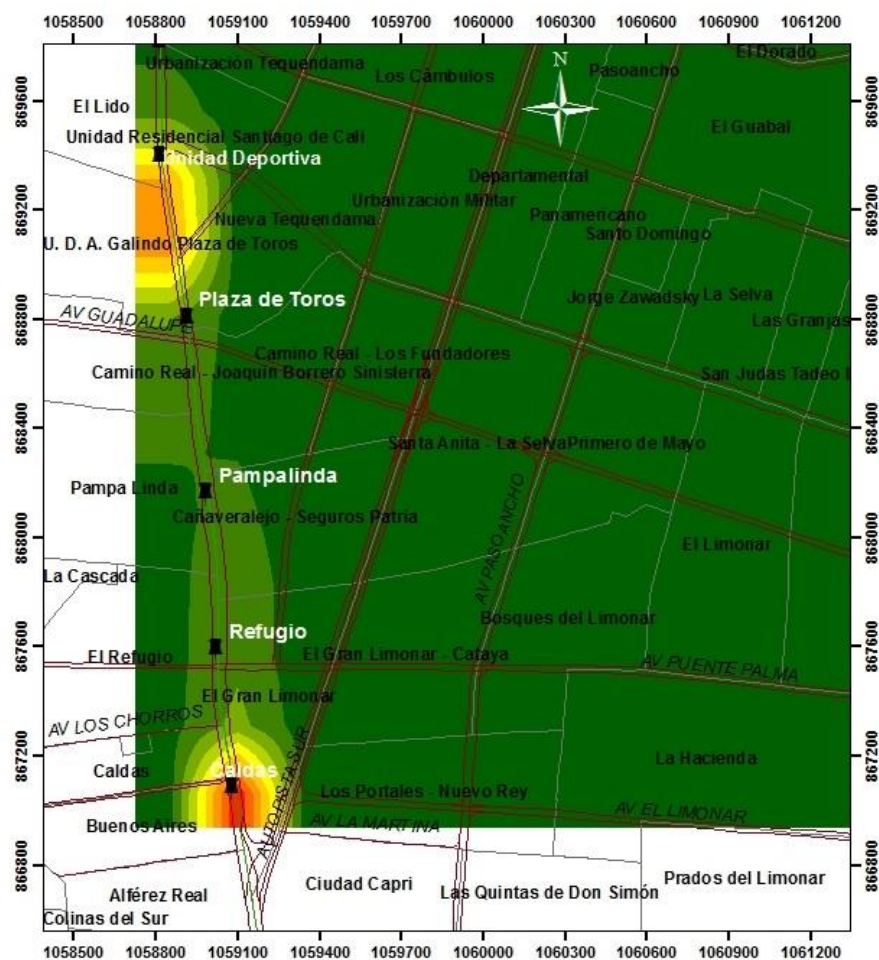 1058500 1058800 1059100 1059400 1059700 1060000 1060300 1060600 1060900 1061200
El Dorado
Urbanización Tequendama
N
Pasoancho
Los Cámbulos
869600
869600
El Lido
El Guabal
Unidad Residencial Santiago de Cali
Unidad Deportiva
Departamental
869200
869200
Urbanización Militar
Nueva Tequendama
Panamericano
Santo Domingo
U. D. A. Galindo Plaza de Toros
Plaza de Toros
Jorge Zawadsky
La Selva
868800
868800
AV GUADALUPE
Las Granjas
Camino Real - Los Fundadores
Camino Real - Joaquín Borrero Sinisterra
San Judas Tadeo I
868400
868400
Santa Anita - La Selva
Primero de Mayo
Pampalinda
Pampa Linda
Cañaveralejo - Seguros Patria
868000
868000
AV PASOANCHO
El Limonar
La Cascada
Bosques del Limonar
867600
867600
Refugio
El Refugio
El Gran Limonar - Cataya
AV PUENTE PALMA
El Gran Limonar
AV LOS CHORROS
867200
867200
Caldas
Caldas
La Hacienda
AUTOPISTA SUR
Los Portales - Nuevo Rey
AV EL LIMONAR
Buenos Aires
AV LA MARTINA
866800
866800
Alférez Real
Ciudad Capri
Las Quintas de Don Simón
Prados del Limonar
Colinas del Sur
1058500 1058800 1059100 1059400 1059700 1060000 1060300 1060600 1060900 1061200